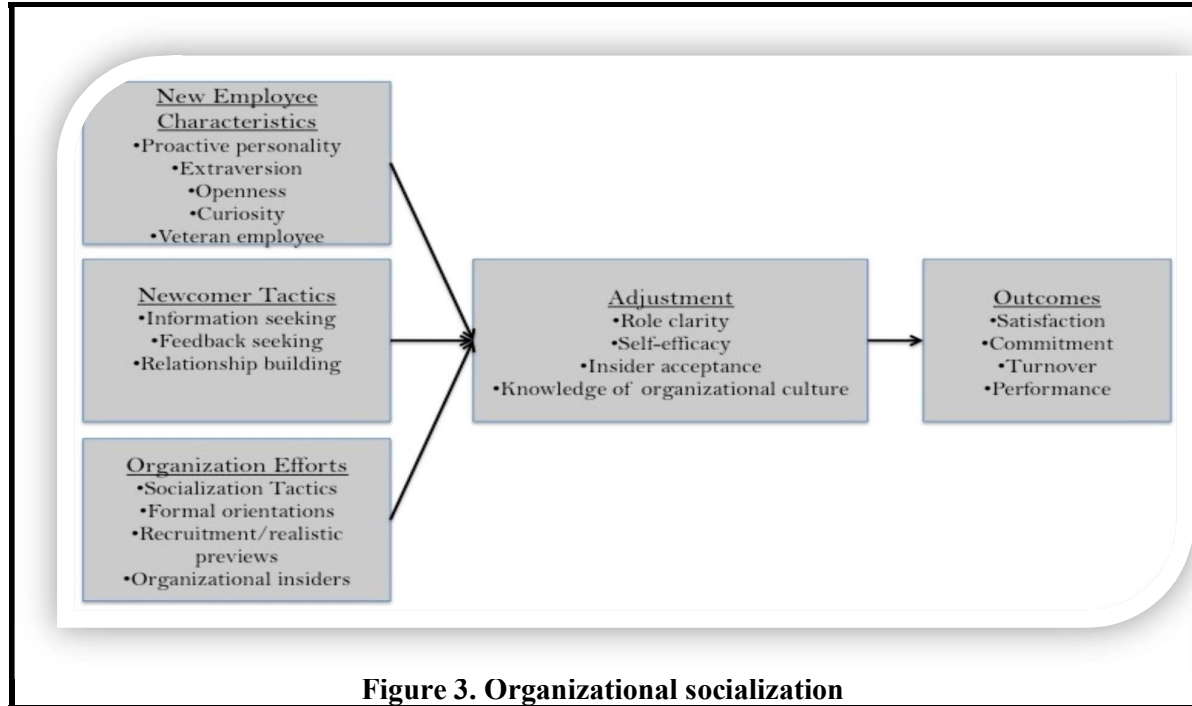 New Employee
Characteristics
•Proactive personality
•Extraversion
•Openness
•Curiosity
•Veteran employee
Newcomer Tactics
•Information seeking
•Feedback seeking
•Relationship building
Organization Efforts
•Socialization Tactics
•Formal orientations
•Recruitment/realistic
previews
•Organizational insiders
Adjustment
•Role clarity
•Self-efficacy
•Insider acceptance
•Knowledge of organizational culture
Outcomes
•Satisfaction
•Commitment
•Turnover
•Performance
Figure 3. Organizational socialization